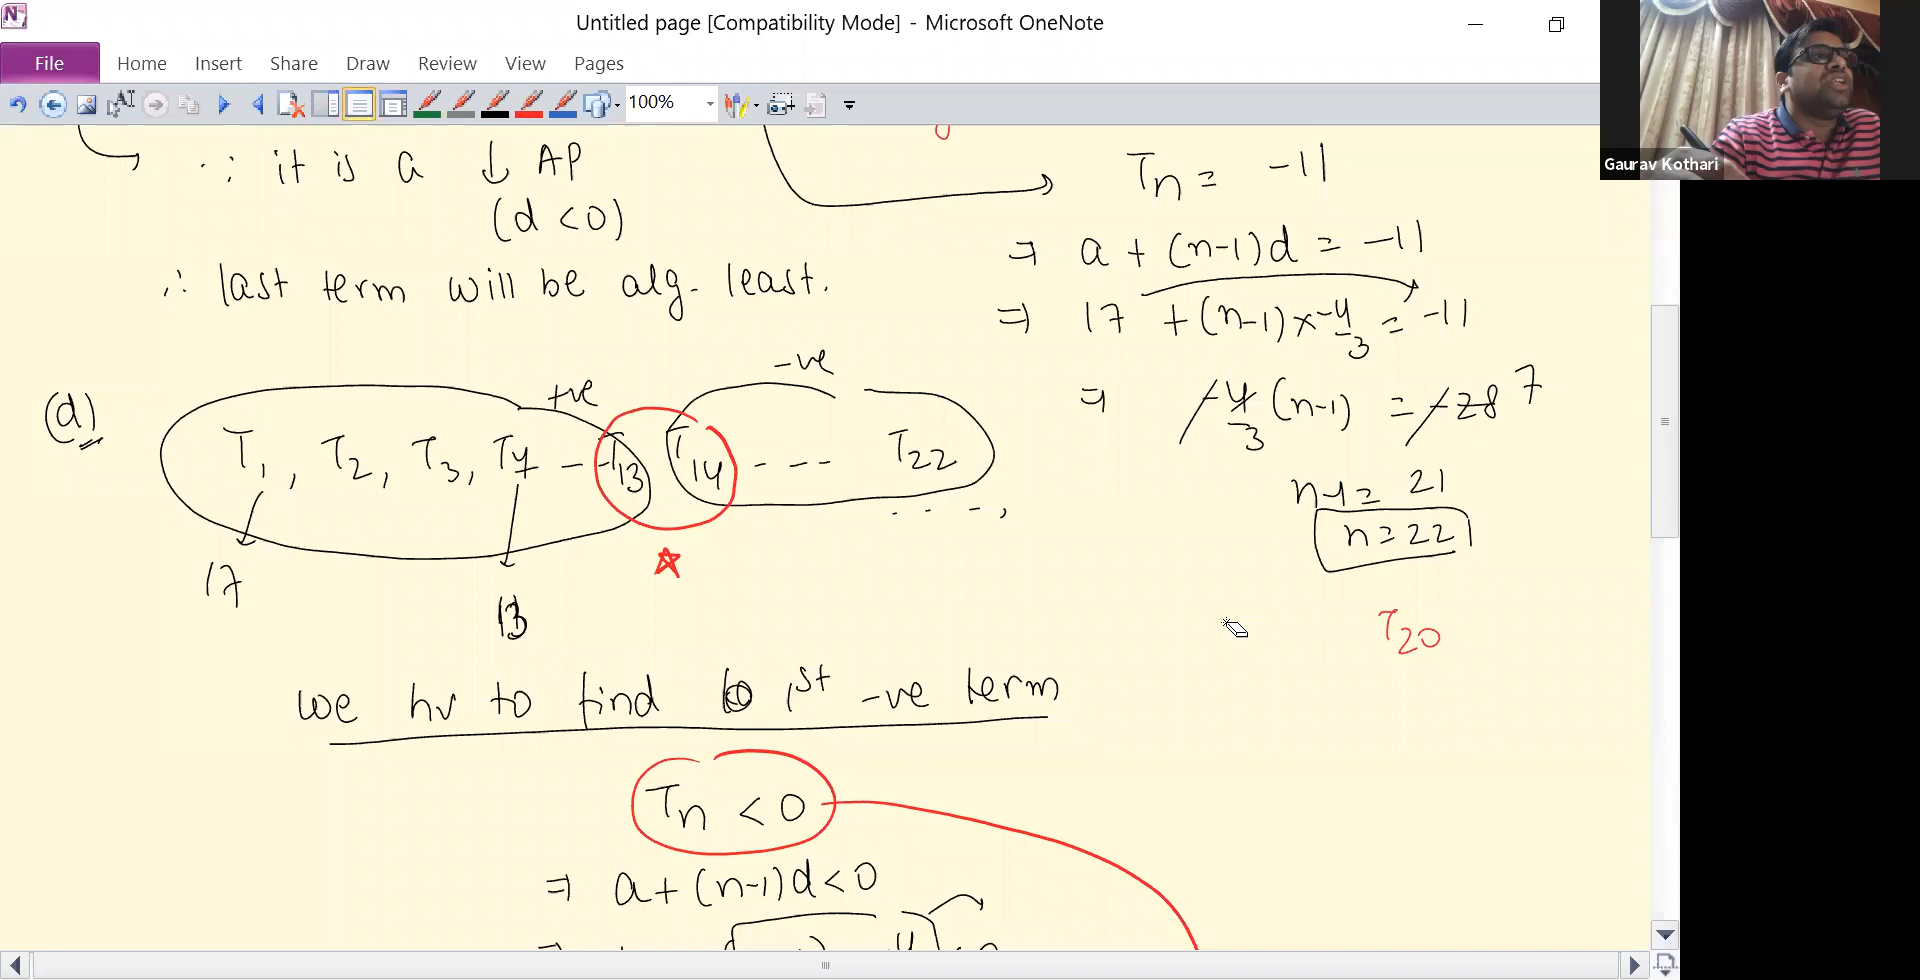 Untitled page [Compatibility Mode] - Microsoft OneNote
File Home Insert Share Draw Review View Pages
100%
Gaurav Kothari
∵ it is a ↓ AP
(d < 0)
∴ last term will be alg. least.
Tn = -11
⇒ a + (n-1)d = -11
⇒ 17 + (n-1) × -4/3 = -11
⇒ -4/3 (n-1) = -28 7
n-1 = 21
n = 22
T20
(d)
+ve
-ve
T1, T2, T3, T4 - - T13 T14 - - - T22
17
13
we hv to find 1st -ve term
Tn < 0
⇒ a + (n-1)d < 0